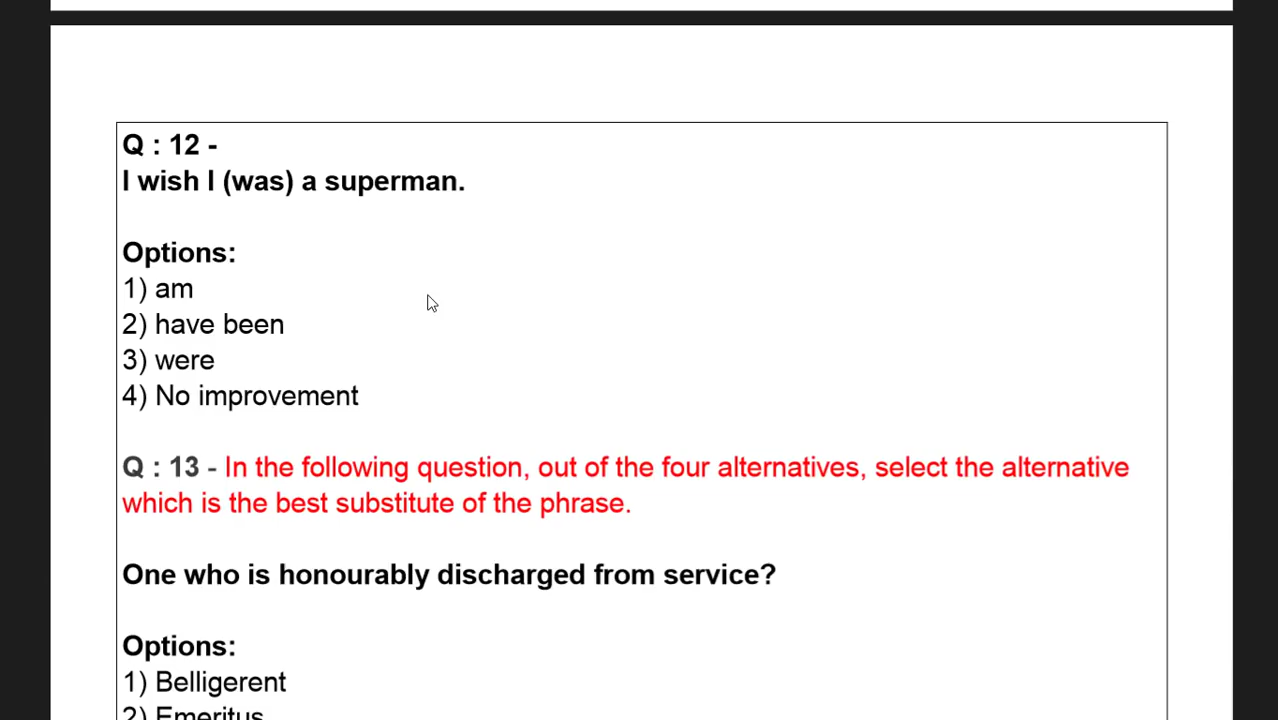 Q : 12 -
I wish I (was) a superman.
Options:
1) am
2) have been
3) were
4) No improvement
Q : 13 - In the following question, out of the four alternatives, select the alternative
which is the best substitute of the phrase.
One who is honourably discharged from service?
Options:
1) Belligerent
2) Emeritus